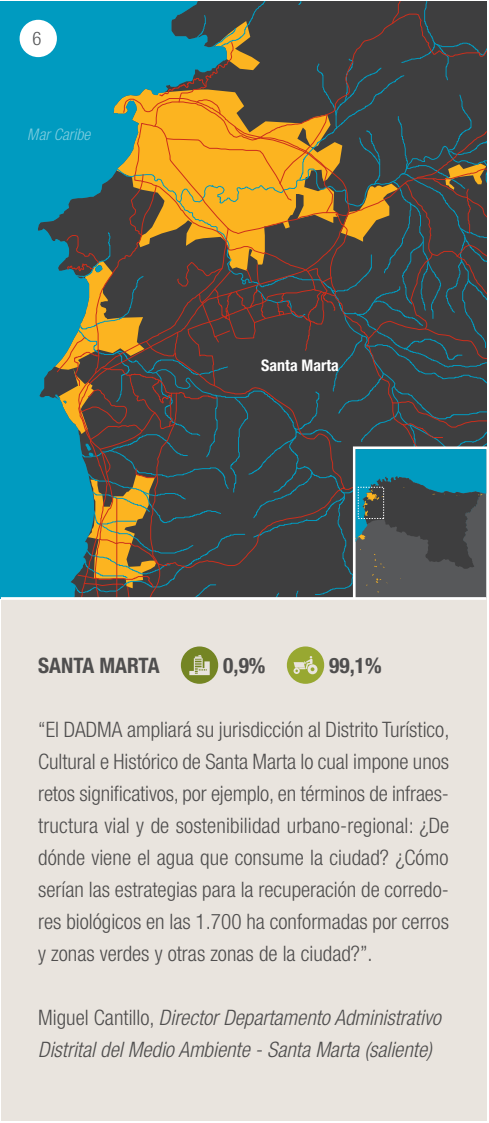 6
Mar Caribe
Santa Marta
SANTA MARTA 0,9% 99,1%
“El DADMA ampliará su jurisdicción al Distrito Turístico,
Cultural e Histórico de Santa Marta lo cual impone unos
retos significativos, por ejemplo, en términos de infraes-
tructura vial y de sostenibilidad urbano-regional: ¿De
dónde viene el agua que consume la ciudad? ¿Cómo
serían las estrategias para la recuperación de corredo-
res biológicos en las 1.700 ha conformadas por cerros
y zonas verdes y otras zonas de la ciudad?”.
Miguel Cantillo, Director Departamento Administrativo
Distrital del Medio Ambiente - Santa Marta (saliente)